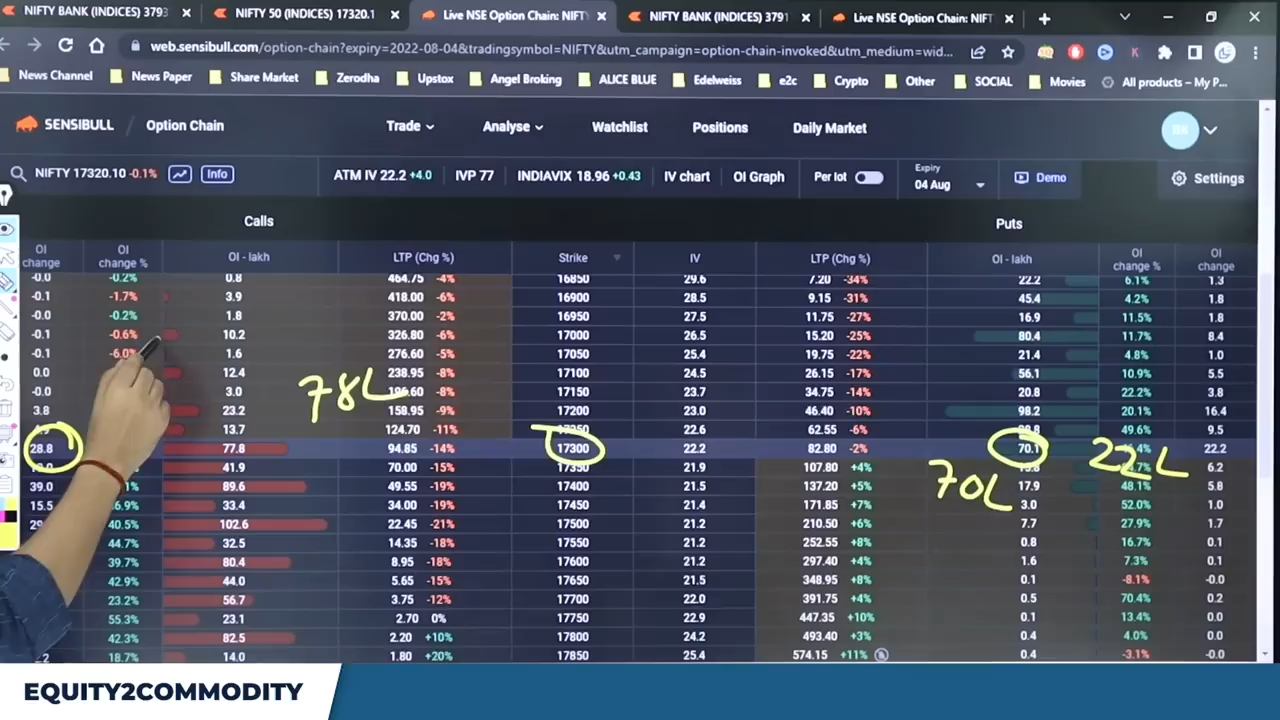 NIFTY BANK (INDICES) 3793
NIFTY 50 (INDICES) 17320.1
Live NSE Option Chain: NIFT
NIFTY BANK (INDICES) 3791
Live NSE Option Chain: NIFT
web.sensibull.com/option-chain?expiry=2022-08-04&tradingsymbol=NIFTY&utm_campaign=option-chain-invoked&utm_medium=wid...
News Channel News Paper Share Market Zerodha Upstox Angel Broking ALICE BLUE Edelweiss e2c Crypto Other SOCIAL Movies All products – My P...
SENSIBULL / Option Chain Trade Analyse Watchlist Positions Daily Market
NIFTY 17320.10 -0.1% Info ATM IV 22.2 +4.0 IVP 77 INDIAVIX 18.96 +0.43 IV chart OI Graph Per lot Expiry 04 Aug Demo Settings
Calls Puts
OI change OI change % OI - lakh LTP (Chg %) Strike IV LTP (Chg %) OI - lakh OI change % OI change
-0.0 -0.2% 0.8 464.75 -4% 16850 29.6 7.20 -34% 22.2 6.1% 1.3
-0.1 -1.7% 3.9 418.00 -6% 16900 28.5 9.15 -31% 45.4 4.2% 1.8
-0.0 -0.2% 1.8 370.00 -2% 16950 27.5 11.75 -27% 16.9 11.5% 1.8
-0.1 -0.6% 10.2 326.80 -6% 17000 26.5 15.20 -25% 80.4 11.7% 8.4
-0.1 -6.0% 1.6 276.60 -5% 17050 25.4 19.75 -22% 21.4 4.8% 1.0
0.0 12.4 238.95 -8% 17100 24.5 26.15 -17% 56.1 10.9% 5.5
-0.0 3.0 -8% 17150 23.7 34.75 -14% 20.8 22.2% 3.8
78L
3.8 23.2 158.95 -9% 17200 23.0 46.40 -10% 98.2 20.1% 16.4
13.7 124.70 -11% 22.6 62.55 -6% 49.6% 9.5
28.8 77.8 94.85 -14% 17300 22.2 82.80 -2% 70.1 22.2
22L
41.9 70.00 -15% 17350 21.9 107.80 +4% 6.2
70L
39.0 89.6 49.55 -19% 17400 21.5 137.20 +5% 17.9 48.1% 5.8
15.5 33.4 34.00 -19% 17450 21.4 171.85 +7% 3.0 52.0% 1.0
40.5% 102.6 22.45 -21% 17500 21.2 210.50 +6% 7.7 27.9% 1.7
44.7% 32.5 14.35 -18% 17550 21.2 252.55 +8% 0.8 16.7% 0.1
39.7% 80.4 8.95 -18% 17600 21.2 297.40 +4% 1.6 7.3% 0.1
42.9% 44.0 5.65 -15% 17650 21.5 348.95 +8% 0.1 -8.1% -0.0
23.2% 56.7 3.75 -12% 17700 22.0 391.75 +4% 0.5 70.4% 0.2
55.3% 23.1 2.70 0% 17750 22.9 447.35 +10% 0.1 13.4% 0.0
42.3% 82.5 2.20 +10% 17800 24.2 493.40 +3% 0.4 4.0% 0.0
18.7% 14.0 1.80 +20% 17850 25.4 574.15 +11% 0.4 -3.1% -0.0
EQUITY2COMMODITY